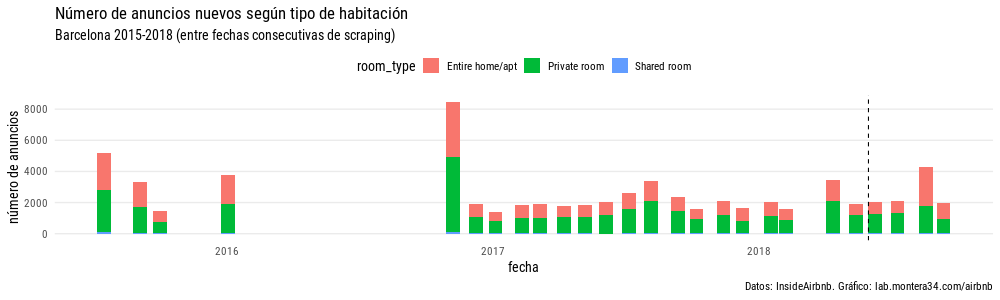 Número de anuncios nuevos según tipo de habitación
Barcelona 2015-2018 (entre fechas consecutivas de scraping)
room_type Entire home/apt Private room Shared room
número de anuncios
8000
6000
4000
2000
0
2016 2017 2018
fecha
Datos: InsideAirbnb. Gráfico: lab.montera34.com/airbnb